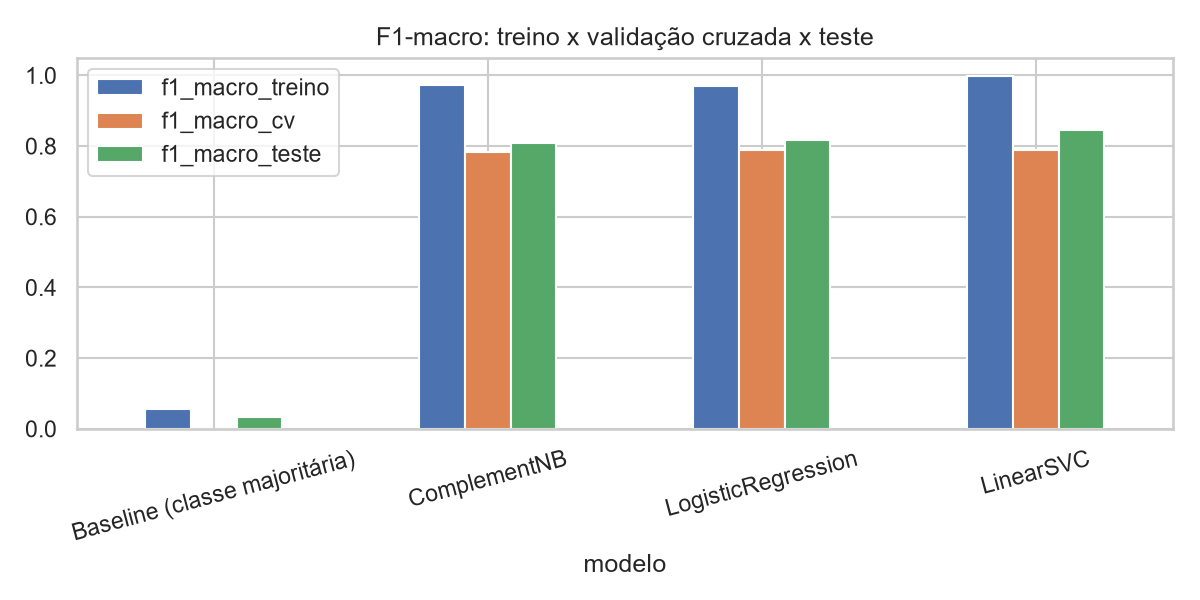 F1-macro: treino x validação cruzada x teste
f1_macro_treino
f1_macro_cv
f1_macro_teste
1.0
0.8
0.6
0.4
0.2
0.0
Baseline (classe majoritária)
ComplementNB
LogisticRegression
LinearSVC
modelo